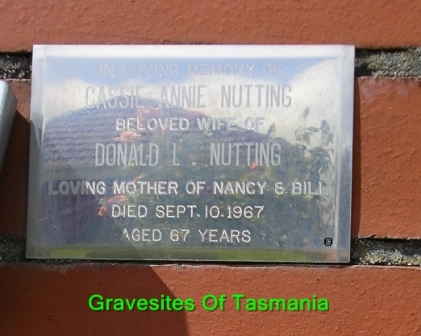 IN LOVING MEMORY OF
CASSIE ANNIE NUTTING
BELOVED WIFE OF
DONALD L. NUTTING
LOVING MOTHER OF NANCY & BILL
DIED SEPT. 10. 1967
AGED 67 YEARS
Gravesites Of Tasmania